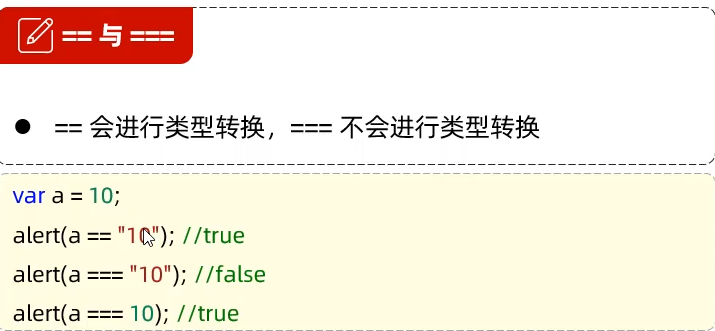 == 与 ===
● == 会进行类型转换，=== 不会进行类型转换
var a = 10;
alert(a == "10"); //true
alert(a === "10"); //false
alert(a === 10); //true